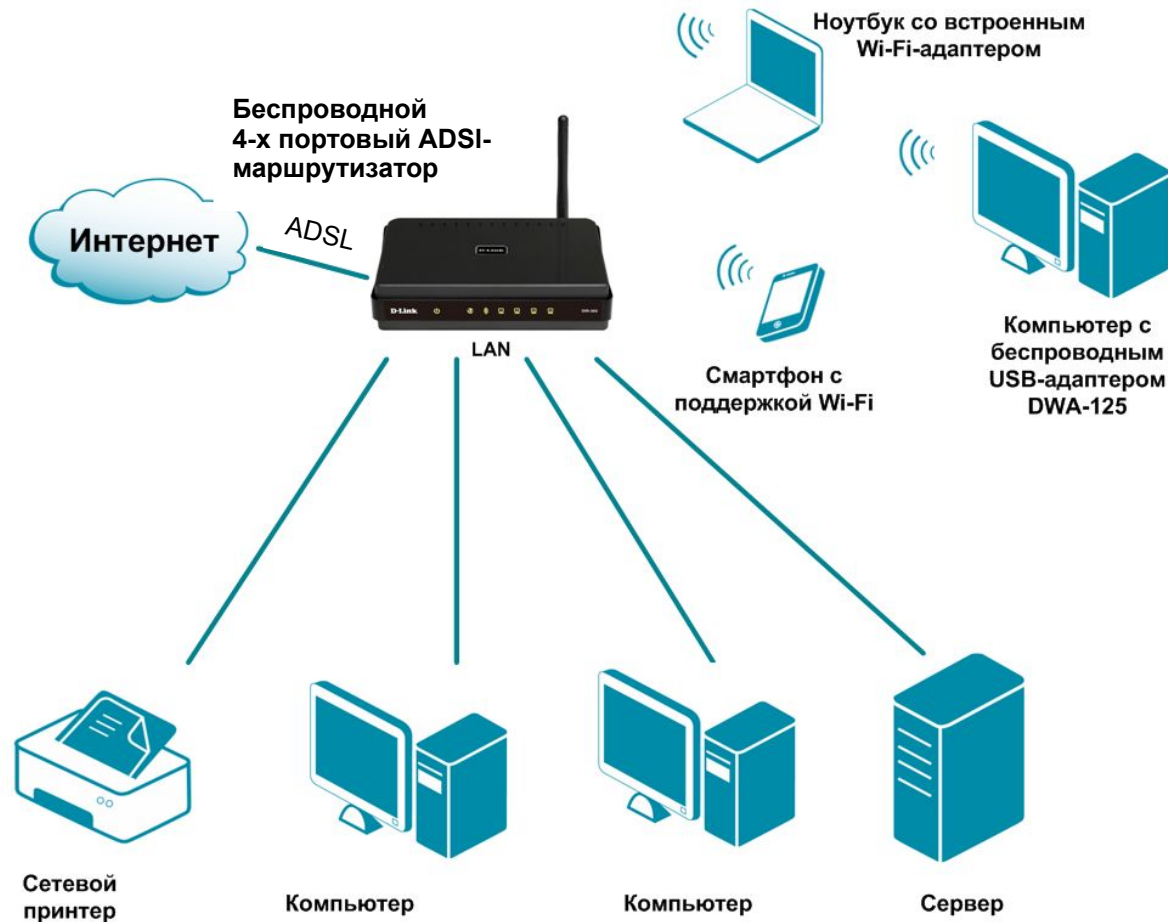 Ноутбук со встроенным
Wi-Fi-адаптером
Беспроводной
4-х портовый ADSl-
маршрутизатор
Интернет
ADSL
D-Link
D-Link
LAN
Смартфон с
поддержкой Wi-Fi
Компьютер с
беспроводным
USB-адаптером
DWA-125
Сетевой
принтер
Компьютер
Компьютер
Сервер